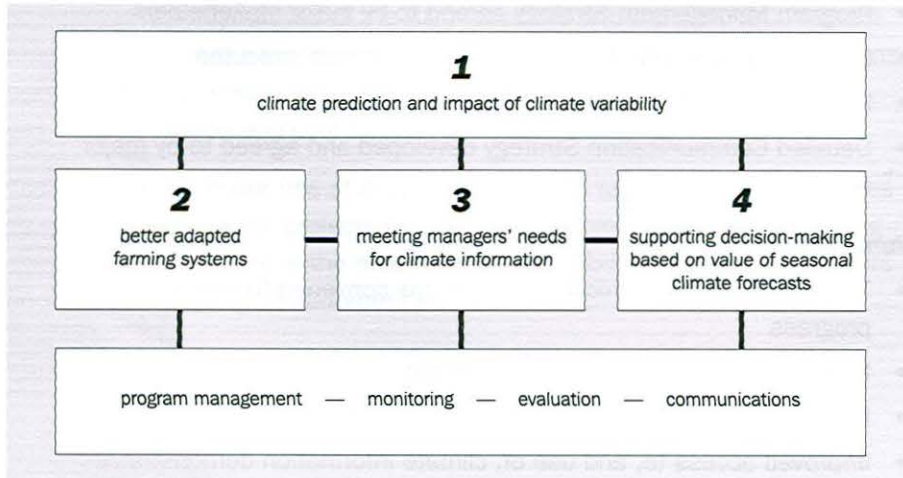 1
climate prediction and impact of climate variability
2
better adapted
farming systems
3
meeting managers' needs
for climate information
4
supporting decision-making
based on value of seasonal
climate forecasts
program management — monitoring — evaluation — communications